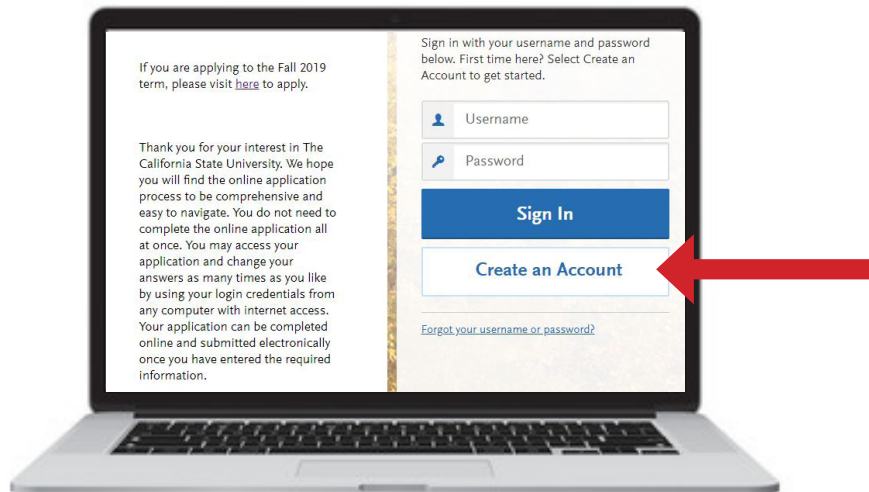 If you are applying to the Fall 2019
term, please visit here to apply.
Thank you for your interest in The
California State University. We hope
you will find the online application
process to be comprehensive and
easy to navigate. You do not need to
complete the online application all
at once. You may access your
application and change your
answers as many times as you like
by using your login credentials from
any computer with internet access.
Your application can be completed
online and submitted electronically
once you have entered the required
information.
Sign in with your username and password
below. First time here? Select Create an
Account to get started.
Username
Password
Sign In
Create an Account
Forgot your username or password?